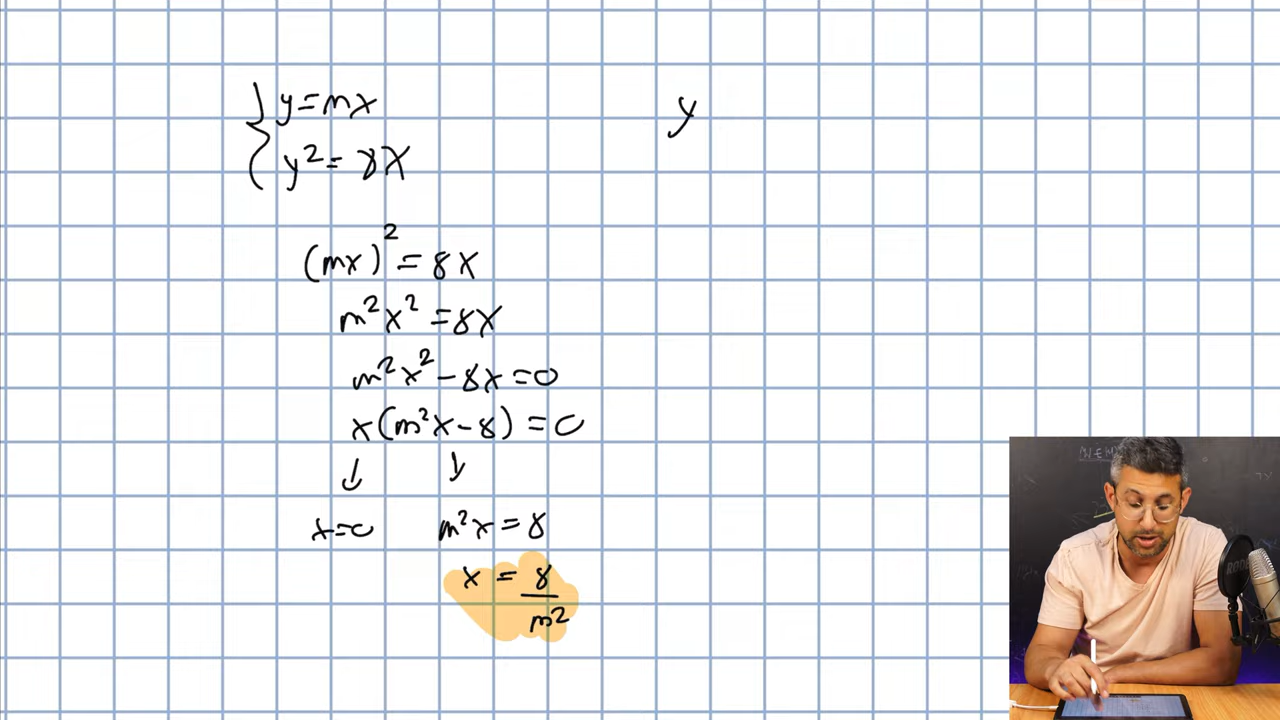 y=mx
y²=8x
(mx)²=8x
m²x²=8x
m²x²-8x=0
x(m²x-8)=0
↓ ↓
x=0 m²x=8
x=8/m²
y
RODE